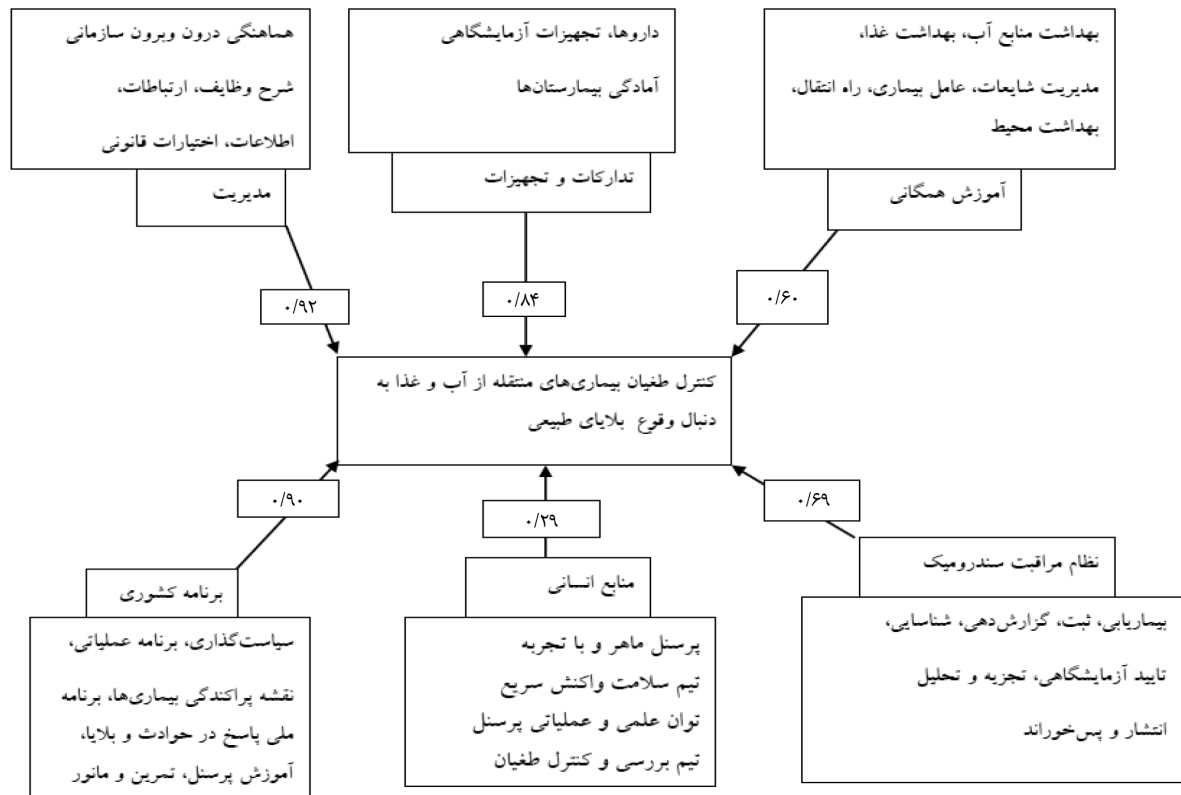 بهداشت منابع آب، بهداشت غذا،
مدیریت شایعات، عامل بیماری، راه انتقال،
بهداشت محیط
آموزش همگانی
۰/۶۰
داروها، تجهیزات آزمایشگاهی
آمادگی بیمارستان‌ها
تدارکات و تجهیزات
۰/۸۴
هماهنگی درون وبرون سازمانی
شرح وظایف، ارتباطات،
اطلاعات، اختیارات قانونی
مدیریت
۰/۹۲
کنترل طغیان بیماری‌های منتقله از آب و غذا به
دنبال وقوع بلایای طبیعی
۰/۶۹
نظام مراقبت سندرومیک
بیماریابی، ثبت، گزارش‌دهی، شناسایی،
تایید آزمایشگاهی، تجزیه و تحلیل
انتشار و پس‌خوراند
۰/۲۹
منابع انسانی
پرسنل ماهر و با تجربه
تیم سلامت واکنش سریع
توان علمی و عملیاتی پرسنل
تیم بررسی و کنترل طغیان
۰/۹۰
برنامه کشوری
سیاست‌گذاری، برنامه عملیاتی،
نقشه پراکندگی بیماری‌ها، برنامه
ملی پاسخ در حوادث و بلایا،
آموزش پرسنل، تمرین و مانور